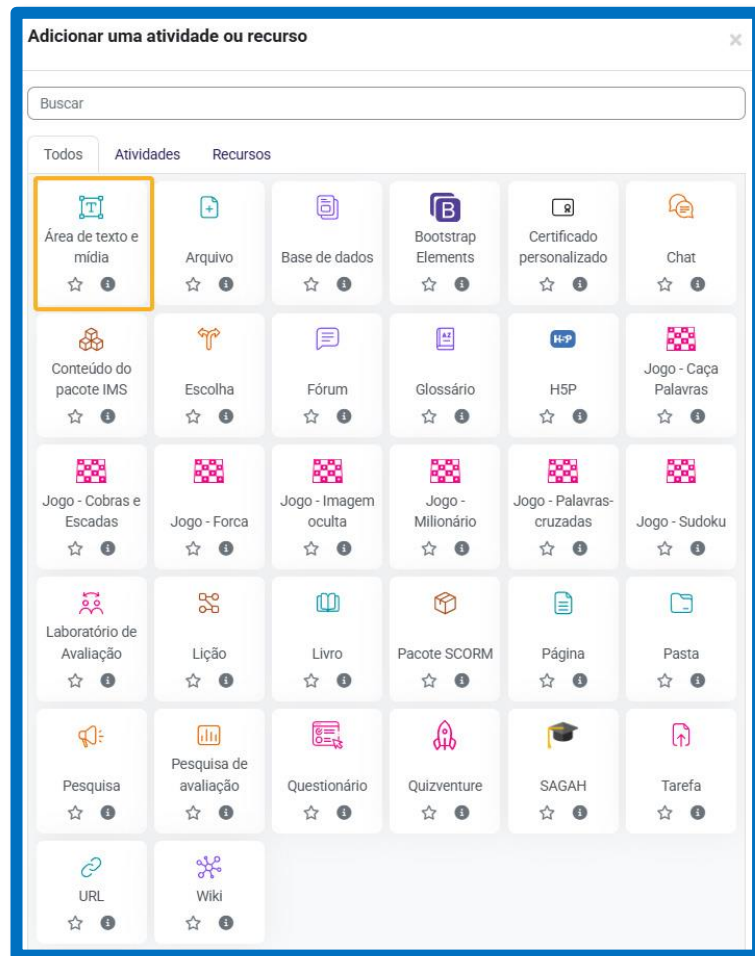 Adicionar uma atividade ou recurso
×
Buscar
Todos Atividades Recursos
Área de texto e
mídia
Arquivo
Base de dados
Bootstrap
Elements
Certificado
personalizado
Chat
Conteúdo do
pacote IMS
Escolha
Fórum
Glossário
H5P
H5P
Jogo - Caça
Palavras
Jogo - Cobras e
Escadas
Jogo - Forca
Jogo - Imagem
oculta
Jogo -
Milionário
Jogo - Palavras-
cruzadas
Jogo - Sudoku
Laboratório de
Avaliação
Lição
Livro
Pacote SCORM
Página
Pasta
Pesquisa
Pesquisa de
avaliação
Questionário
Quizventure
SAGAH
Tarefa
URL
Wiki